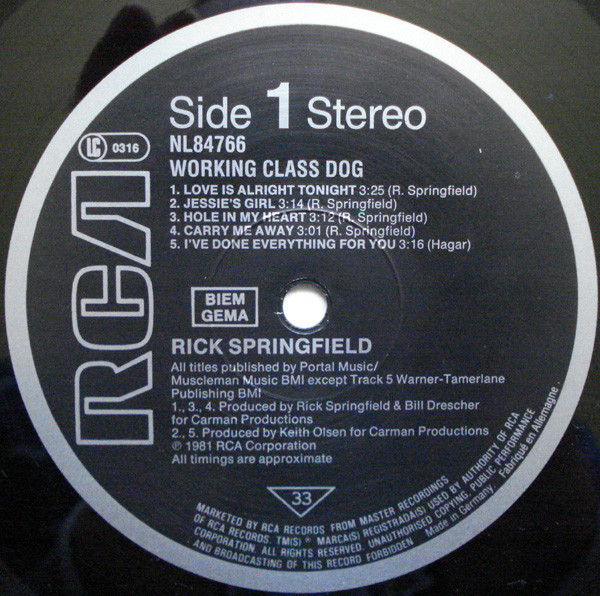 Side 1 Stereo
NL84766
LC 0316
WORKING CLASS DOG
1. LOVE IS ALRIGHT TONIGHT 3:25 (R. Springfield)
2. JESSIE'S GIRL 3:14 (R. Springfield)
3. HOLE IN MY HEART 3:12 (R. Springfield)
4. CARRY ME AWAY 3:01 (R. Springfield)
5. I'VE DONE EVERYTHING FOR YOU 3:16 (Hagar)
RCA
BIEM
GEMA
RICK SPRINGFIELD
All titles published by Portal Music/
Muscleman Music BMI except Track 5 Warner-Tamerlane
Publishing BMI
1., 3., 4. Produced by Rick Springfield & Bill Drescher
for Carman Productions
2., 5. Produced by Keith Olsen for Carman Productions
℗ 1981 RCA Corporation
All timings are approximate
33
MARKETED BY RCA RECORDS FROM MASTER RECORDINGS
OF RCA RECORDS. TM(S) ® MARCA(S) REGISTRADA(S) USED BY AUTHORITY OF RCA
CORPORATION. ALL RIGHTS RESERVED. UNAUTHORISED COPYING, PUBLIC PERFORMANCE
AND BROADCASTING OF THIS RECORD FORBIDDEN Made in Germany. Fabriqué en Allemagne.